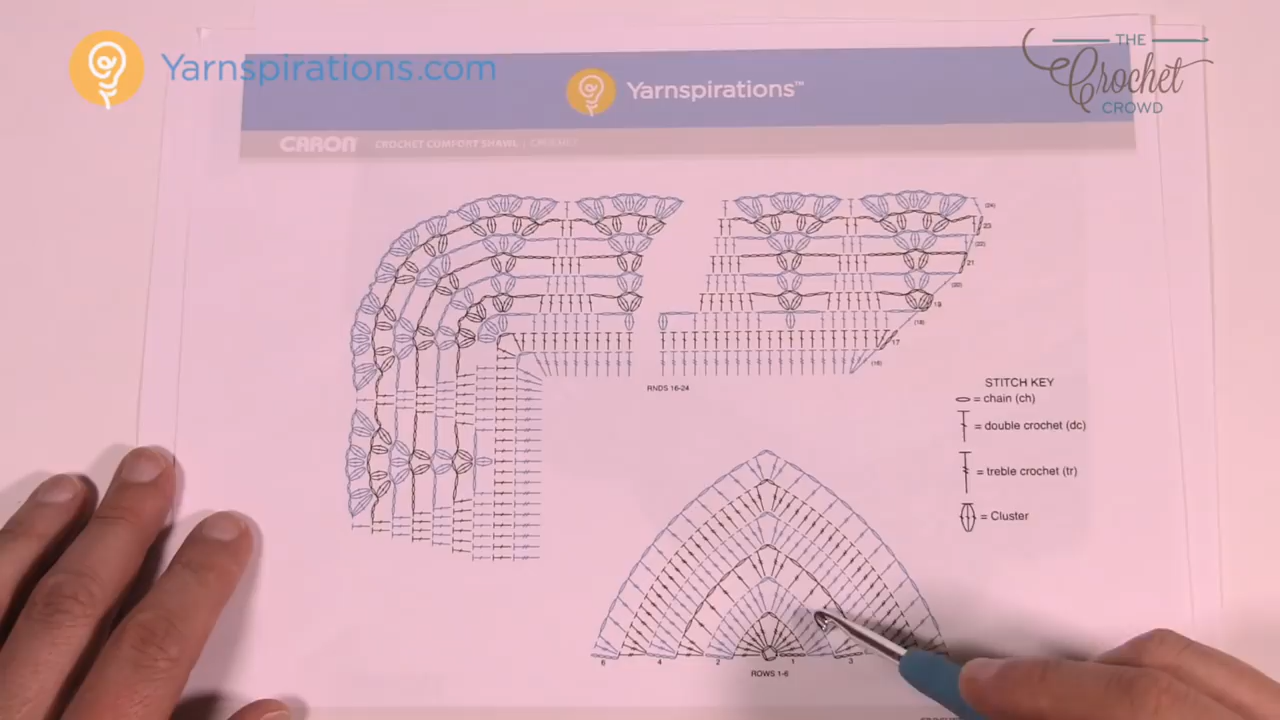 Yarnspirations.com
THE
Crochet
CROWD
Yarnspirations™
CARON CROCHET COMFORT SHAWL | CROCHET
(24)
23
(22)
21
(20)
19
(18)
17
(16)
RNDS 16-24
STITCH KEY
= chain (ch)
= double crochet (dc)
= treble crochet (tr)
= Cluster
6 4 2 1 3
ROWS 1-6